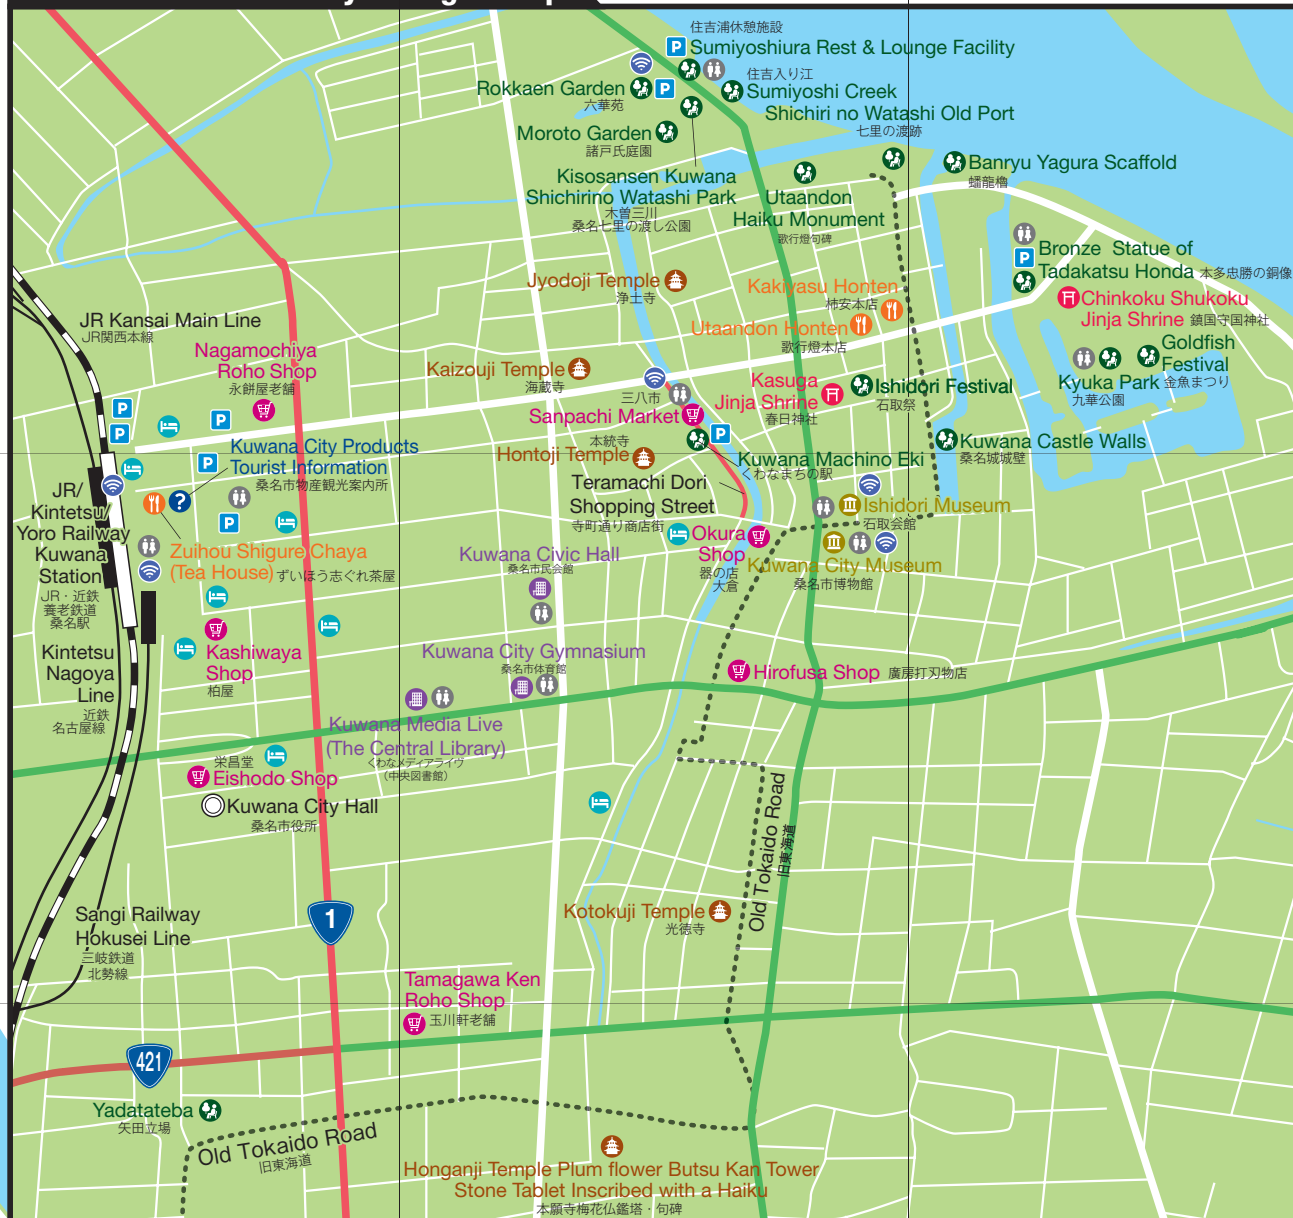 住吉浦休憩施設
P Sumiyoshiura Rest & Lounge Facility
住吉入り江
Sumiyoshi Creek
Rokkaen Garden P
六華苑
Shichiri no Watashi Old Port
七里の渡跡
Moroto Garden
諸戸氏庭園
Kisosansen Kuwana
Shichirino Watashi Park
木曽三川
桑名七里の渡し公園
Utaandon
Haiku Monument
歌行燈句碑
Banryu Yagura Scaffold
蟠龍櫓
P
Bronze Statue of
Tadakatsu Honda 本多忠勝の銅像
Chinkoku Shukoku
Jinja Shrine 鎮国守国神社
Goldfish
Festival
金魚まつり
Kyuka Park
九華公園
Jyodoji Temple
浄土寺
Kakiyasu Honten
柿安本店
Utaandon Honten
歌行燈本店
JR Kansai Main Line
JR関西本線
Nagamochiya
Roho Shop
永餅屋老舗
Kaizouji Temple
海蔵寺
三八市
Sanpachi Market
Kasuga
Jinja Shrine
春日神社
Ishidori Festival
石取祭
P
P
P
P
P
P
本統寺
Hontoji Temple
Kuwana Machino Eki
くわなまちの駅
Kuwana Castle Walls
桑名城城壁
Kuwana City Products
Tourist Information
桑名市物産観光案内所
?
Teramachi Dori
Shopping Street
寺町通り商店街
Ishidori Museum
石取会館
JR/
Kintetsu/
Yoro Railway
Kuwana
Station
JR・近鉄
養老鉄道
桑名駅
Zuihou Shigure Chaya
(Tea House) ずいほう志ぐれ茶屋
Kuwana Civic Hall
桑名市民会館
Okura
Shop
器の店
大倉
Kuwana City Museum
桑名市博物館
Kintetsu
Nagoya
Line
近鉄
名古屋線
Kashiwaya
Shop
柏屋
Kuwana City Gymnasium
桑名市体育館
Hirofusa Shop 廣房打刃物店
Kuwana Media Live
(The Central Library)
くわなメディアライヴ
（中央図書館）
栄昌堂
Eishodo Shop
Kuwana City Hall
桑名市役所
Old Tokaido Road
旧東海道
Sangi Railway
Hokusei Line
三岐鉄道
北勢線
1
Kotokuji Temple
光徳寺
Tamagawa Ken
Roho Shop
玉川軒老舗
421
Yadatateba
矢田立場
Old Tokaido Road
旧東海道
Honganji Temple Plum flower Butsu Kan Tower
Stone Tablet Inscribed with a Haiku
本願寺梅花仏鑑塔・句碑